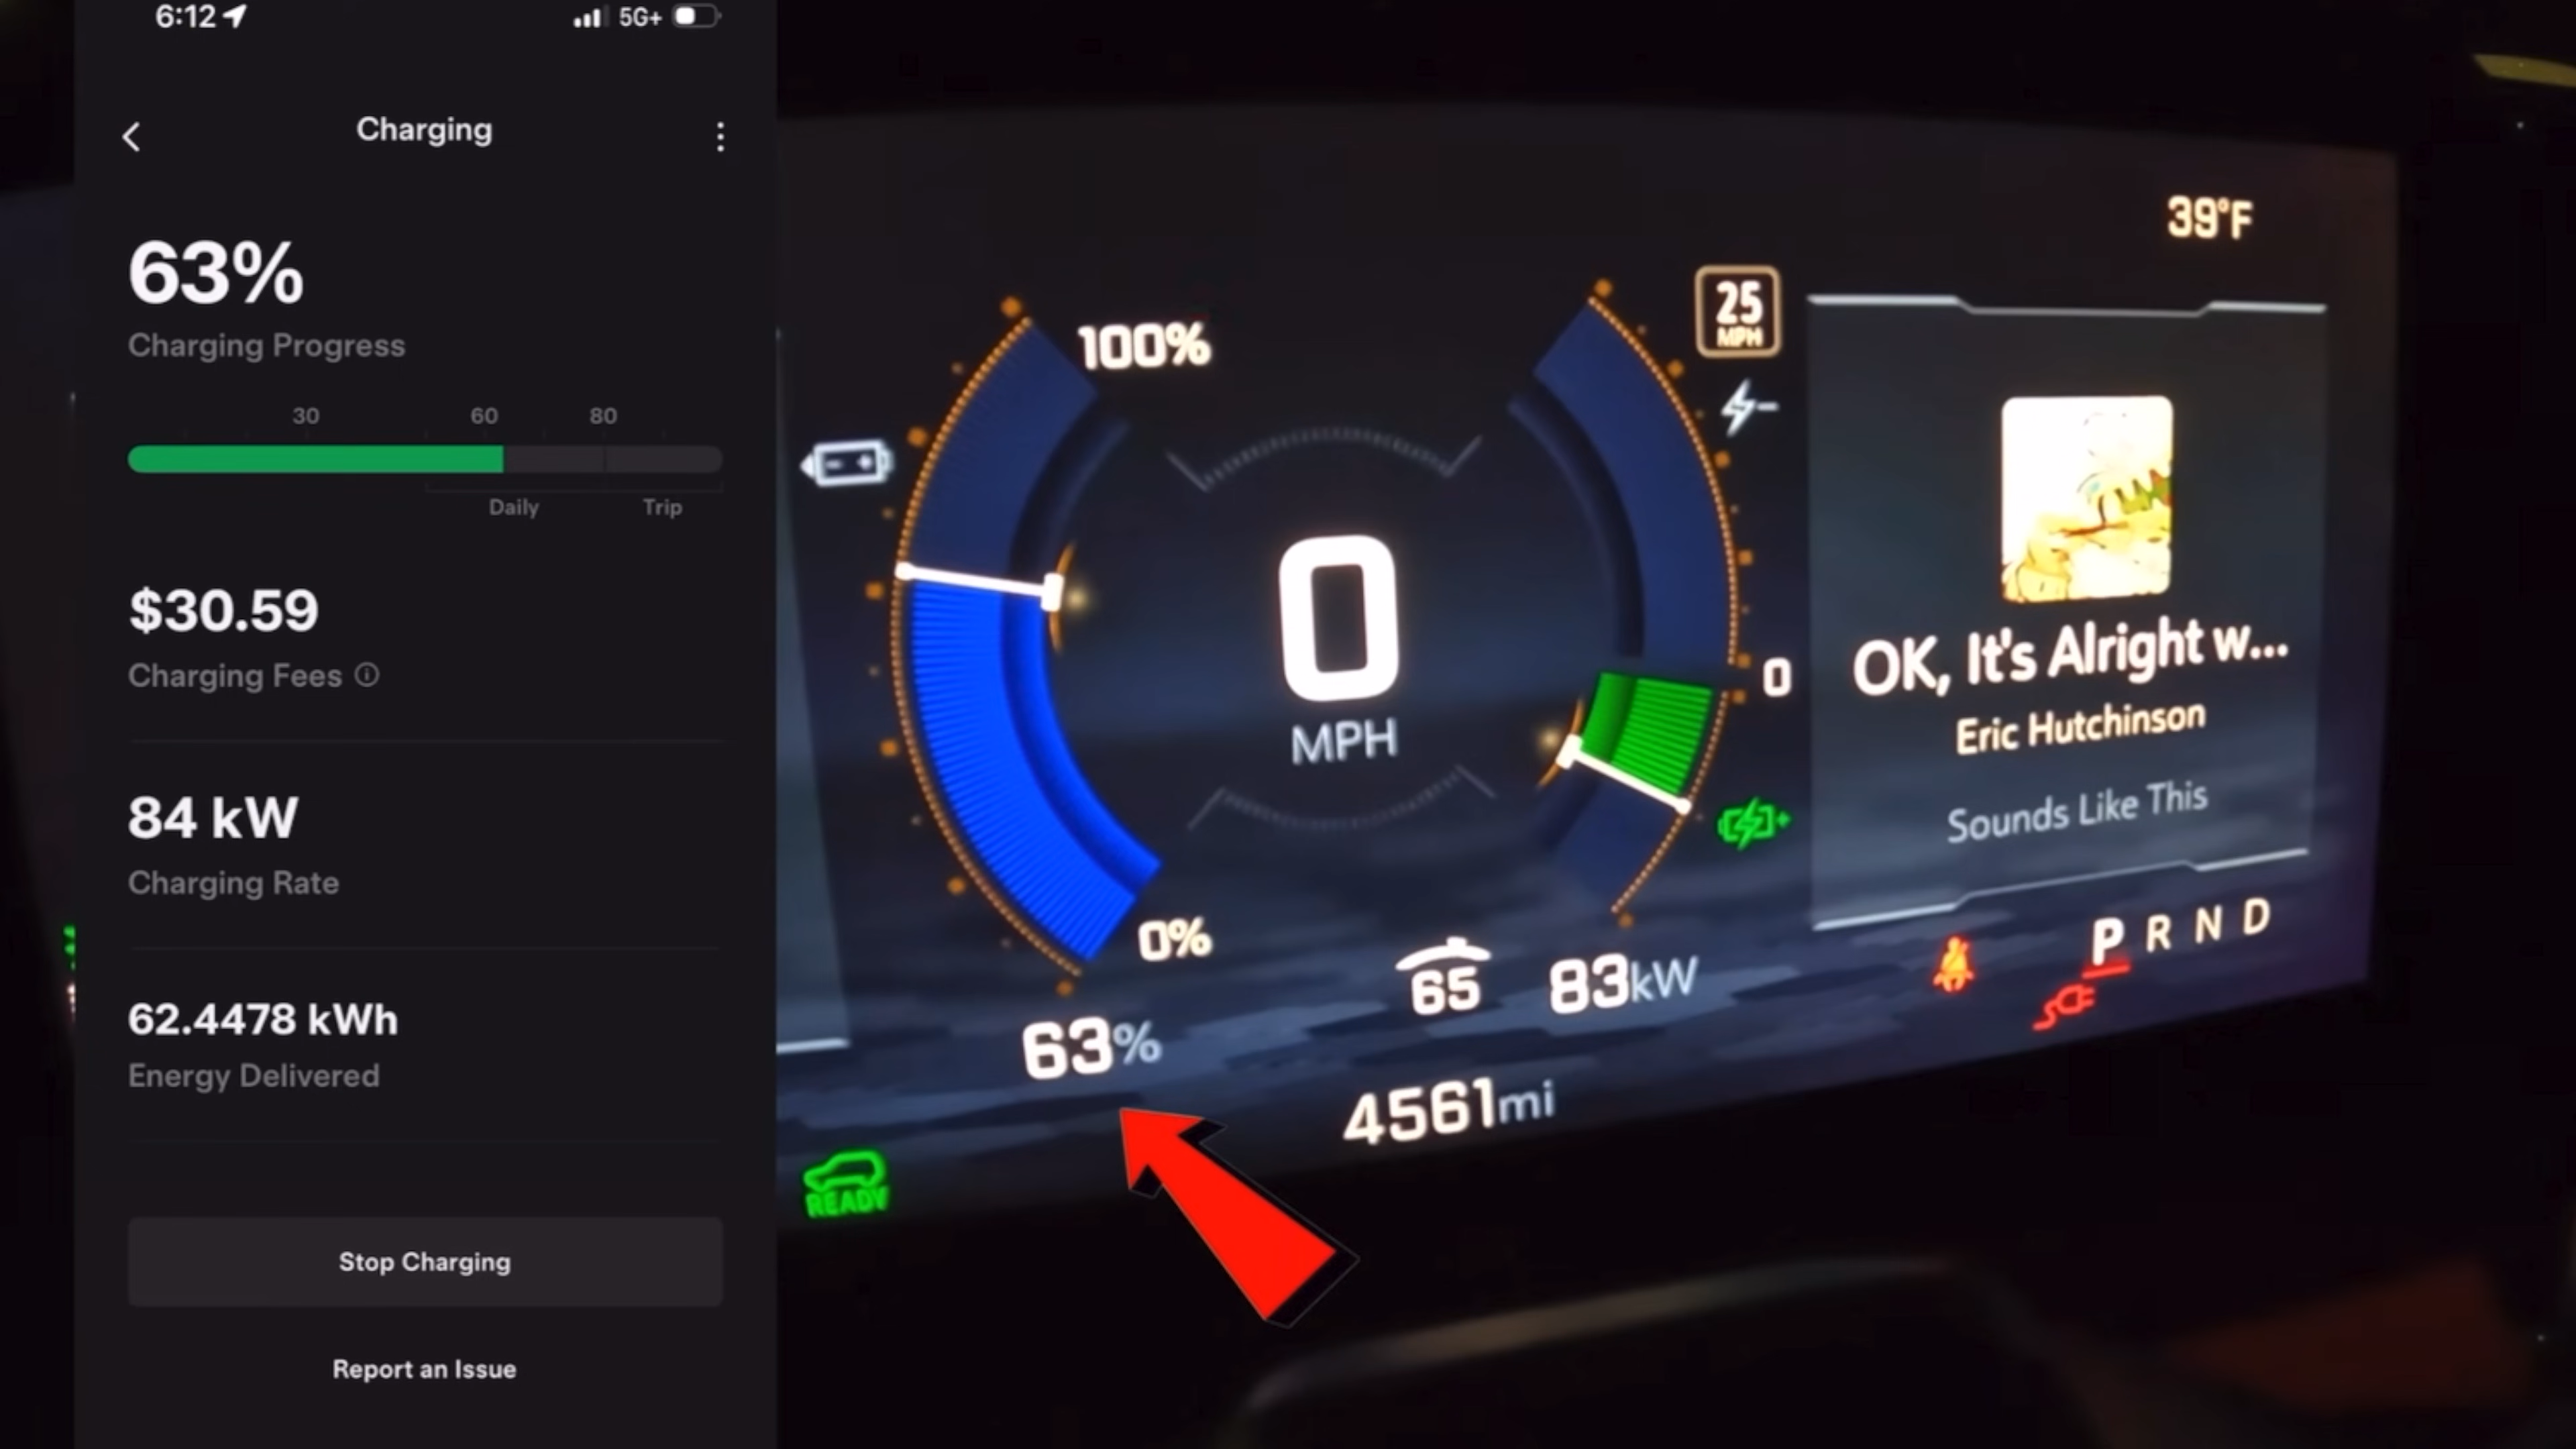 6:12
5G+
Charging
63%
Charging Progress
30 60 80
Daily Trip
$30.59
Charging Fees
84 kW
Charging Rate
62.4478 kWh
Energy Delivered
Stop Charging
Report an Issue
39°F
100%
25
MPH
0
MPH
0
0%
65
83kW
63%
4561mi
READY
OK, It's Alright w...
Eric Hutchinson
Sounds Like This
P R N D